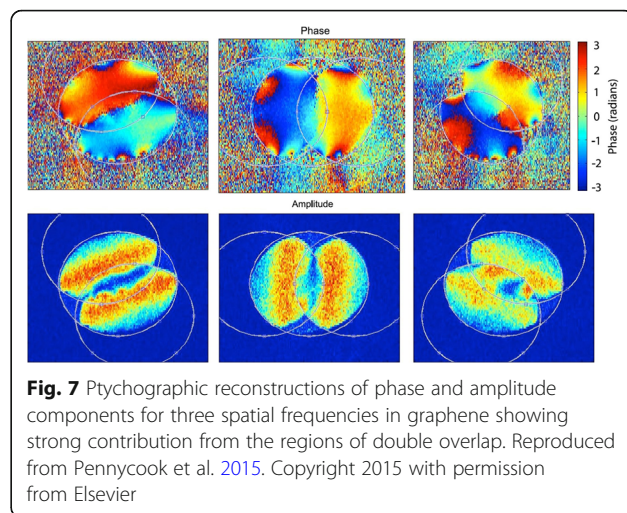 Phase
3
2
1
0
-1
-2
-3
Phase (radians)
Amplitude
Fig. 7 Ptychographic reconstructions of phase and amplitude
components for three spatial frequencies in graphene showing
strong contribution from the regions of double overlap. Reproduced
from Pennycook et al. 2015. Copyright 2015 with permission
from Elsevier